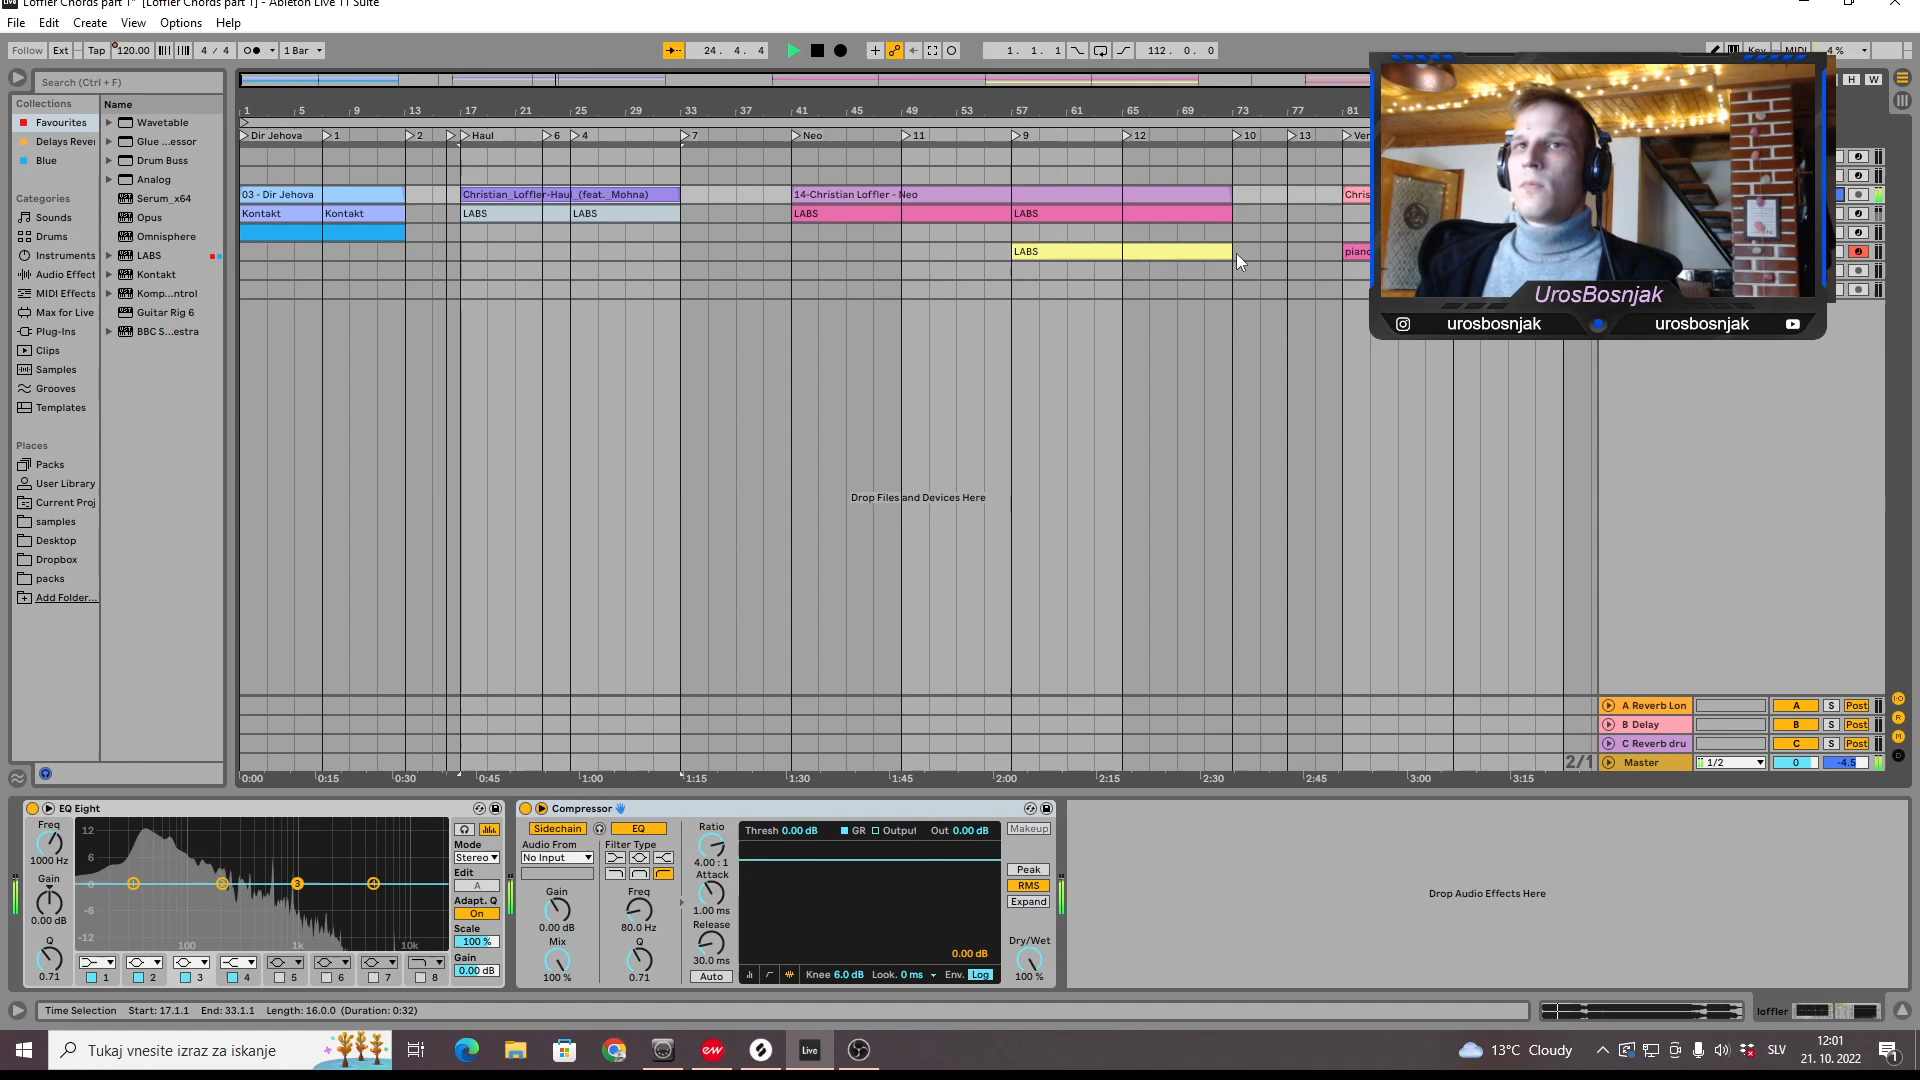 Loffler Chords part 1* [Loffler Chords part 1] - Ableton Live 11 Suite
File Edit Create View Options Help
Follow Ext Tap 120.00 4 / 4 1 Bar 24. 4. 4 1. 1. 1 112. 0. 0 Key MIDI 4 %
Search (Ctrl + F)
Collections
Favourites
Delays Rever
Blue
Categories
Sounds
Drums
Instruments
Audio Effect
MIDI Effects
Max for Live
Plug-Ins
Clips
Samples
Grooves
Templates
Places
Packs
User Library
Current Proj
samples
Desktop
Dropbox
packs
Add Folder...
Name
Wavetable
Glue ...essor
Drum Buss
Analog
Serum_x64
Opus
Omnisphere
LABS
Kontakt
Komp...ntrol
Guitar Rig 6
BBC S...estra
1 5 9 13 17 21 25 29 33 37 41 45 49 53 57 61 65 69 73 77 81
Dir Jehova 1 2 Haul 6 4 7 Neo 11 9 12 10 13 Ver
03 - Dir Jehova Christian_Loffler-Haul_(feat._Mohna) 14-Christian Loffler - Neo Chris
Kontakt Kontakt LABS LABS LABS LABS
LABS piano
H W
UrosBosnjak
urosbosnjak urosbosnjak
Drop Files and Devices Here
A Reverb Lon A S Post
B Delay B S Post
C Reverb dru C S Post
2/1 Master 1/2 0 -4.5
0:00 0:15 0:30 0:45 1:00 1:15 1:30 1:45 2:00 2:15 2:30 2:45 3:00 3:15
EQ Eight
Freq
1000 Hz
Gain
0.00 dB
Q
0.71
12
6
0
-6
-12
100 1k 10k
1 2 3 4
1 2 3 4 5 6 7 8
Mode
Stereo
Edit
A
Adapt. Q
On
Scale
100 %
Gain
0.00 dB
Compressor
Sidechain EQ
Audio From Filter Type
No Input
Gain Freq
0.00 dB 80.0 Hz
Mix Q
100 % 0.71
Ratio
4.00 : 1
Attack
1.00 ms
Release
30.0 ms
Auto
Thresh 0.00 dB GR Output Out 0.00 dB
0.00 dB
Knee 6.0 dB Look. 0 ms Env. Log
Makeup
Peak
RMS
Expand
Dry/Wet
100 %
Drop Audio Effects Here
Time Selection Start: 17.1.1 End: 33.1.1 Length: 16.0.0 (Duration: 0:32)
loffler
Tukaj vnesite izraz za iskanje
Live
13°C Cloudy
SLV
12:01
21. 10. 2022
1